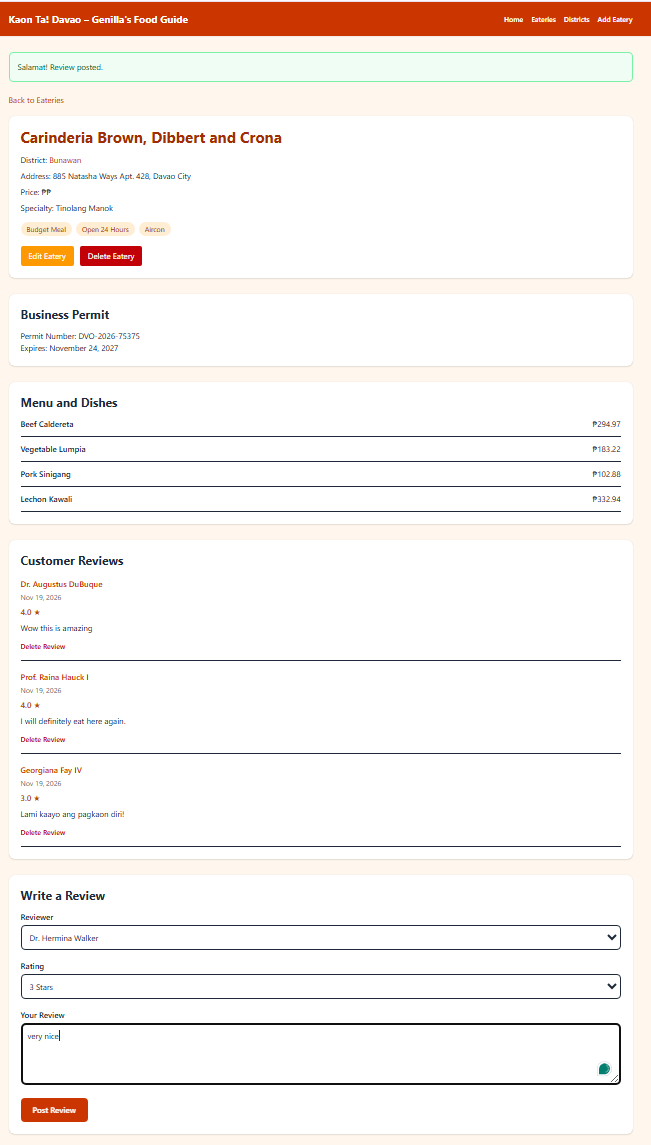 Kaon Ta! Davao – Genilla's Food Guide
Home Eateries Districts Add Eatery
Salamat! Review posted.
Back to Eateries
Carinderia Brown, Dibbert and Crona
District: Bunawan
Address: 885 Natasha Ways Apt. 428, Davao City
Price: ₱₱
Specialty: Tinolang Manok
Budget Meal Open 24 Hours Aircon
Edit Eatery Delete Eatery
Business Permit
Permit Number: DVO-2026-75375
Expires: November 24, 2027
Menu and Dishes
Beef Caldereta ₱294.97
Vegetable Lumpia ₱183.22
Pork Sinigang ₱102.88
Lechon Kawali ₱332.94
Customer Reviews
Dr. Augustus DuBuque
Nov 19, 2026
4.0 ★
Wow this is amazing
Delete Review
Prof. Raina Hauck I
Nov 19, 2026
4.0 ★
I will definitely eat here again.
Delete Review
Georgiana Fay IV
Nov 19, 2026
3.0 ★
Lami kaayo ang pagkaon diri!
Delete Review
Write a Review
Reviewer
Dr. Hermina Walker
Rating
3 Stars
Your Review
very nice
Post Review